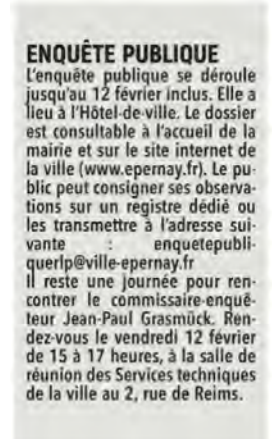 ENQUÊTE PUBLIQUE
L'enquête publique se déroule
jusqu'au 12 février inclus. Elle a
lieu à l'Hôtel-de-ville. Le dossier
est consultable à l'accueil de la
mairie et sur le site internet de
la ville (www.epernay.fr). Le pu-
blic peut consigner ses observa-
tions sur un registre dédié ou
les transmettre à l'adresse sui-
vante : enquetepubli-
querlp@ville-epernay.fr
Il reste une journée pour ren-
contrer le commissaire-enquê-
teur Jean-Paul Grasmück. Ren-
dez-vous le vendredi 12 février
de 15 à 17 heures, à la salle de
réunion des Services techniques
de la ville au 2, rue de Reims.